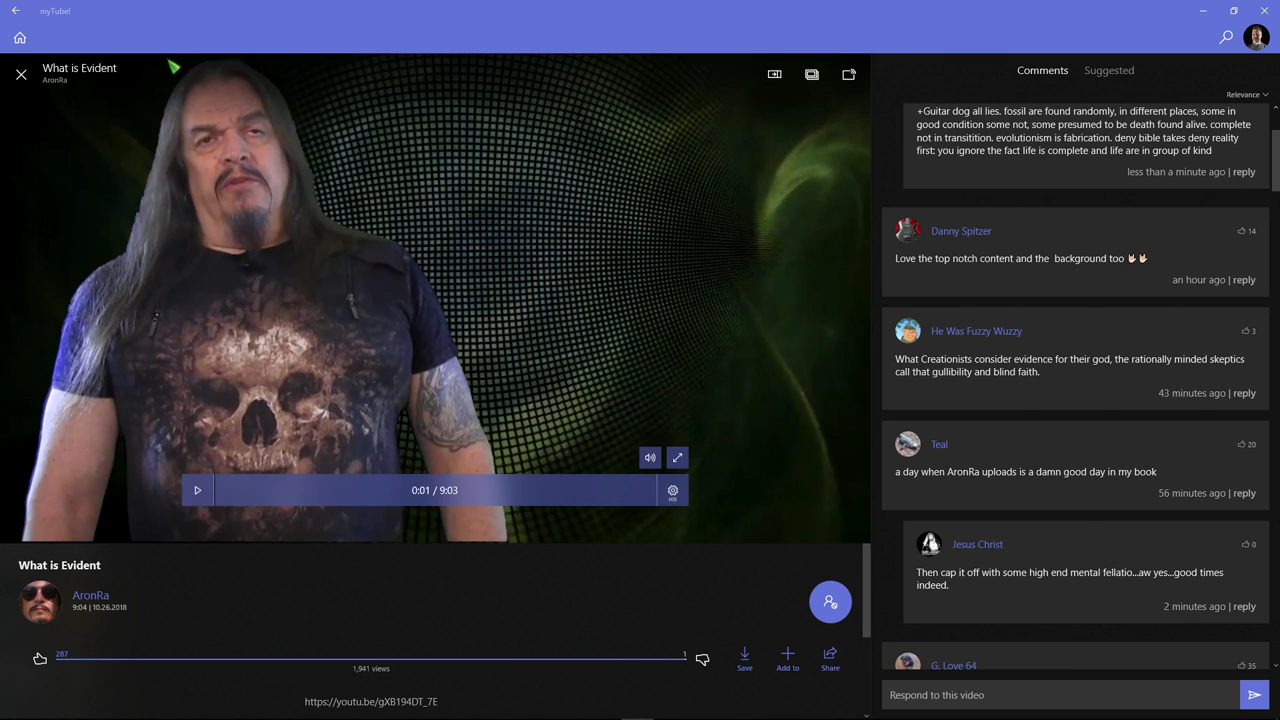 myTube!
What is Evident
AronRa
0:01 / 9:03
HD
What is Evident
AronRa
9:04 | 10.26.2018
287
1
1,941 views
Save
Add to
Share
https://youtu.be/gXB194DT_7E
Comments
Suggested
Relevance
+Guitar dog all lies. fossil are found randomly, in different places, some in
good condition some not, some presumed to be death found alive. complete
not in transtition. evolutionism is fabrication. deny bible takes deny reality
first: you ignore the fact life is complete and life are in group of kind
less than a minute ago | reply
Danny Spitzer
14
Love the top notch content and the background too 🤘🏻🤘🏻
an hour ago | reply
He Was Fuzzy Wuzzy
3
What Creationists consider evidence for their god, the rationally minded skeptics
call that gullibility and blind faith.
43 minutes ago | reply
Teal
20
a day when AronRa uploads is a damn good day in my book
56 minutes ago | reply
Jesus Christ
0
Then cap it off with some high end mental fellatio...aw yes...good times
indeed.
2 minutes ago | reply
G. Love 64
35
Respond to this video